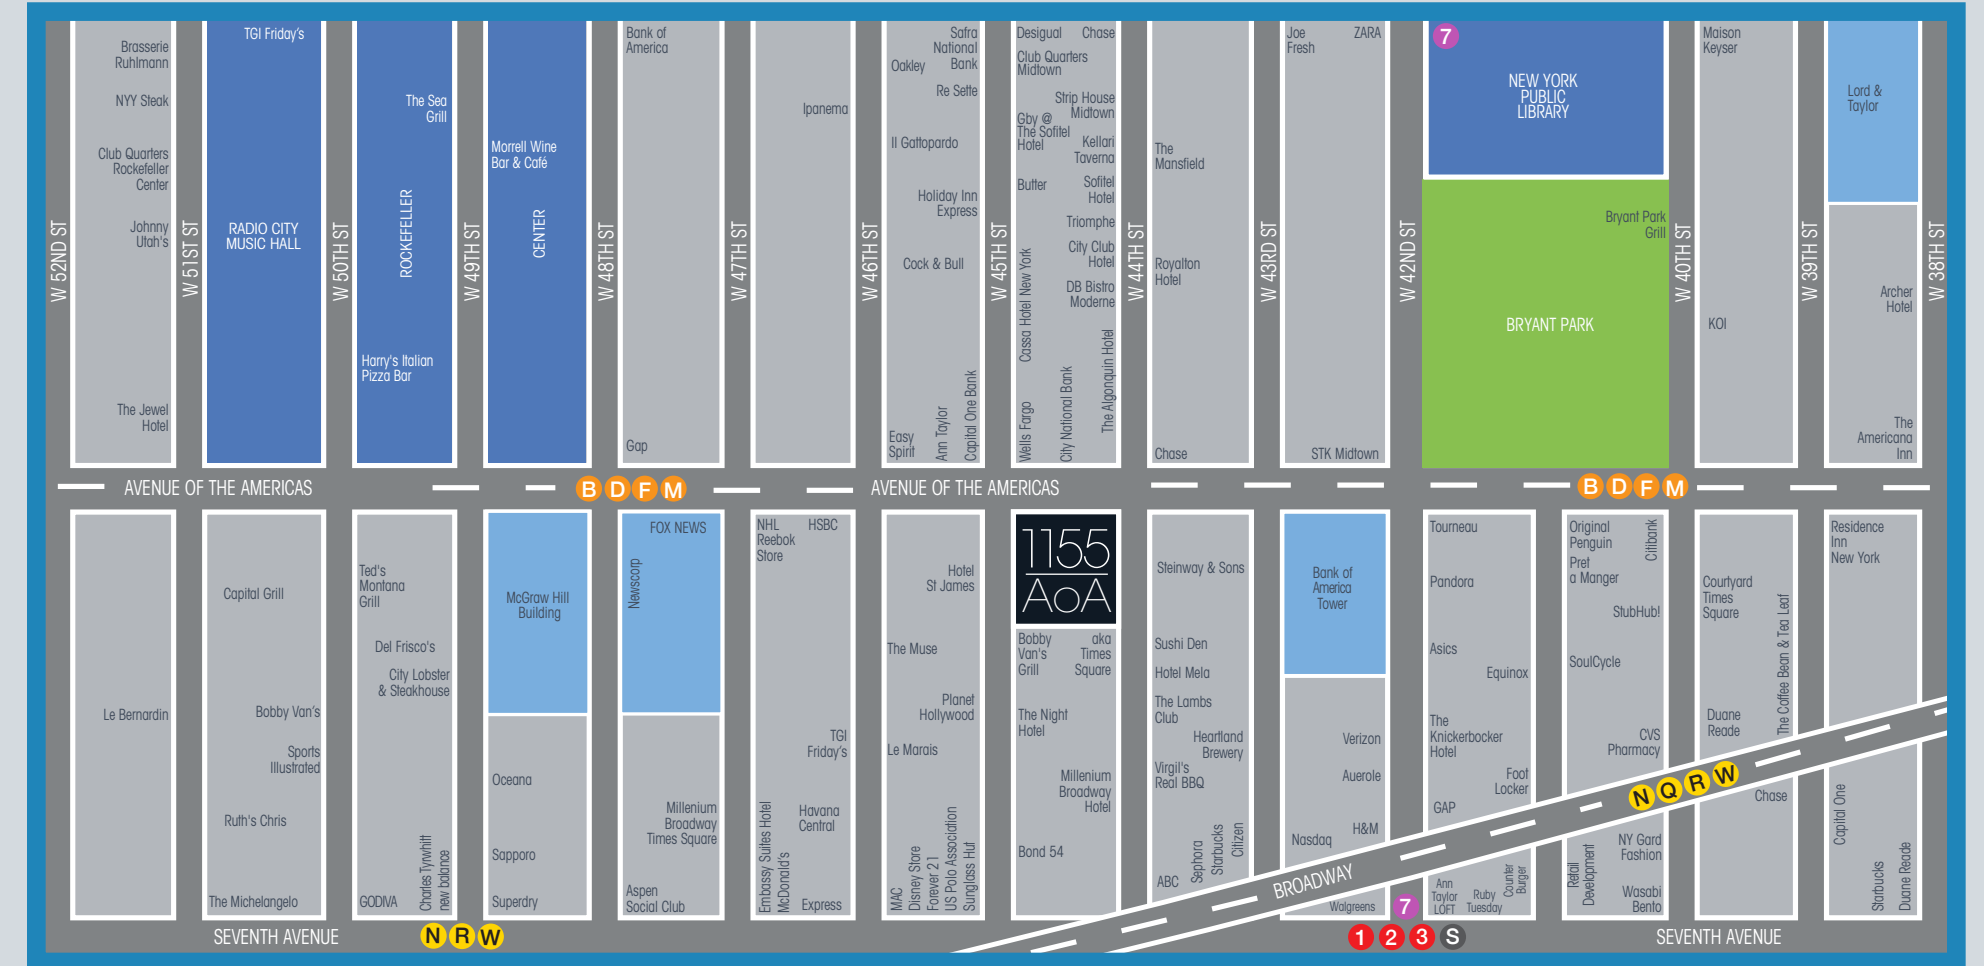 W 52ND ST
Brasserie
Ruhlmann
NYY Steak
Club Quarters
Rockefeller
Center
Johnny
Utah's
The Jewel
Hotel
W 51ST ST
TGI Friday's
RADIO CITY
MUSIC HALL
W 50TH ST
The Sea
Grill
ROCKEFELLER
Harry's Italian
Pizza Bar
W 49TH ST
Morrell Wine
Bar & Café
CENTER
W 48TH ST
Bank of
America
Gap
W 47TH ST
Ipanema
W 46TH ST
Safra
National
Bank
Oakley
Re Sette
Il Gattopardo
Holiday Inn
Express
Cock & Bull
Easy
Spirit
Ann Taylor
Capital One Bank
W 45TH ST
Desigual
Chase
Club Quarters
Midtown
Strip House
Midtown
Gby @
The Sofitel
Hotel
Kellari
Taverna
Butter
Sofitel
Hotel
Triomphe
City Club
Hotel
DB Bistro
Moderne
Cassa Hotel New York
Wells Fargo
City National Bank
The Algonquin Hotel
W 44TH ST
The
Mansfield
Royalton
Hotel
Chase
W 43RD ST
Joe
Fresh
ZARA
STK Midtown
W 42ND ST
7
NEW YORK
PUBLIC
LIBRARY
Bryant Park
Grill
BRYANT PARK
W 40TH ST
Maison
Keyser
KOI
W 39TH ST
Lord &
Taylor
Archer
Hotel
The
Americana
Inn
W 38TH ST
AVENUE OF THE AMERICAS
B D F M
AVENUE OF THE AMERICAS
B D F M
Le Bernardin
Capital Grill
Bobby Van's
Sports
Illustrated
Ruth's Chris
The Michelangelo
Ted's
Montana
Grill
Del Frisco's
City Lobster
& Steakhouse
GODIVA
Charles Tyrwhitt
new balance
McGraw Hill
Building
Oceana
Sapporo
Superdry
FOX NEWS
Newscorp
Millenium
Broadway
Times Square
Aspen
Social Club
NHL
Reebok
Store
HSBC
TGI
Friday's
Havana
Central
Embassy Suites Hotel
McDonald's
Express
Hotel
St James
The Muse
Planet
Hollywood
Le Marais
MAC
Disney Store
Forever 21
US Polo Association
Sunglass Hut
1155
AoA
Bobby
Van's
Grill
aka
Times
Square
The Night
Hotel
Millenium
Broadway
Hotel
Bond 54
Steinway & Sons
Sushi Den
Hotel Mela
The Lambs
Club
Heartland
Brewery
Virgil's
Real BBQ
ABC
Sephora
Starbucks
Citizen
Bank of
America
Tower
Verizon
Auerole
H&M
Nasdaq
Walgreens
Tourneau
Pandora
Asics
Equinox
The
Knickerbocker
Hotel
Foot
Locker
GAP
Ann
Taylor
LOFT
Ruby
Tuesday
Counter
Burger
Original
Penguin
Citibank
Pret
a Manger
StubHub!
SoulCycle
CVS
Pharmacy
NY Gard
Fashion
Retail
Development
Wasabi
Bento
Courtyard
Times
Square
The Coffee Bean & Tea Leaf
Duane
Reade
Chase
Residence
Inn
New York
Capital One
Starbucks
Duane Reade
BROADWAY
N Q R W
7
SEVENTH AVENUE
N R W
1 2 3 S
SEVENTH AVENUE